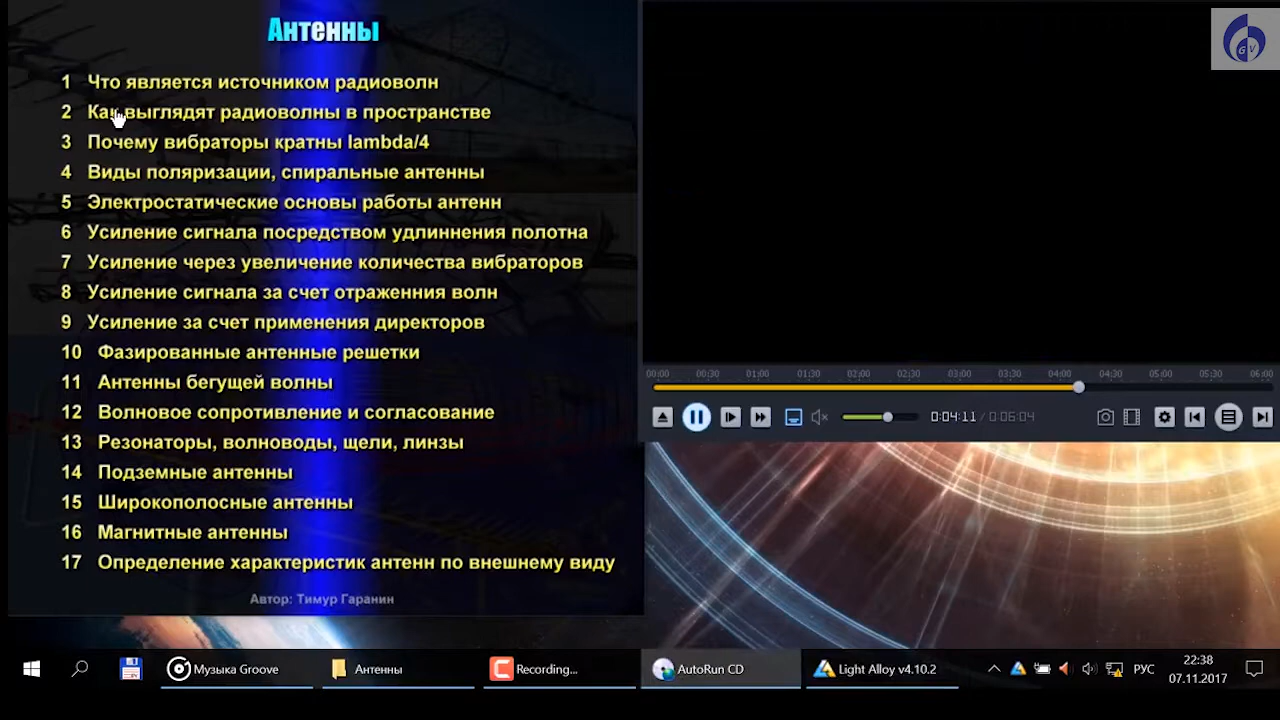 Антенны
1 Что является источником радиоволн
2 Как выглядят радиоволны в пространстве
3 Почему вибраторы кратны lambda/4
4 Виды поляризации, спиральные антенны
5 Электростатические основы работы антенн
6 Усиление сигнала посредством удлиннения полотна
7 Усиление через увеличение количества вибраторов
8 Усиление сигнала за счет отраженния волн
9 Усиление за счет применения директоров
10 Фазированные антенные решетки
11 Антенны бегущей волны
12 Волновое сопротивление и согласование
13 Резонаторы, волноводы, щели, линзы
14 Подземные антенны
15 Широкополосные антенны
16 Магнитные антенны
17 Определение характеристик антенн по внешнему виду
Автор: Тимур Гаранин
GV
00:00 00:30 01:00 01:30 02:00 02:30 03:00 03:30 04:00 04:30 05:00 05:30 06:00
0:04:11 / 0:06:04
Музыка Groove
Антенны
Recording...
AutoRun CD
Light Alloy v4.10.2
РУС
22:38
07.11.2017